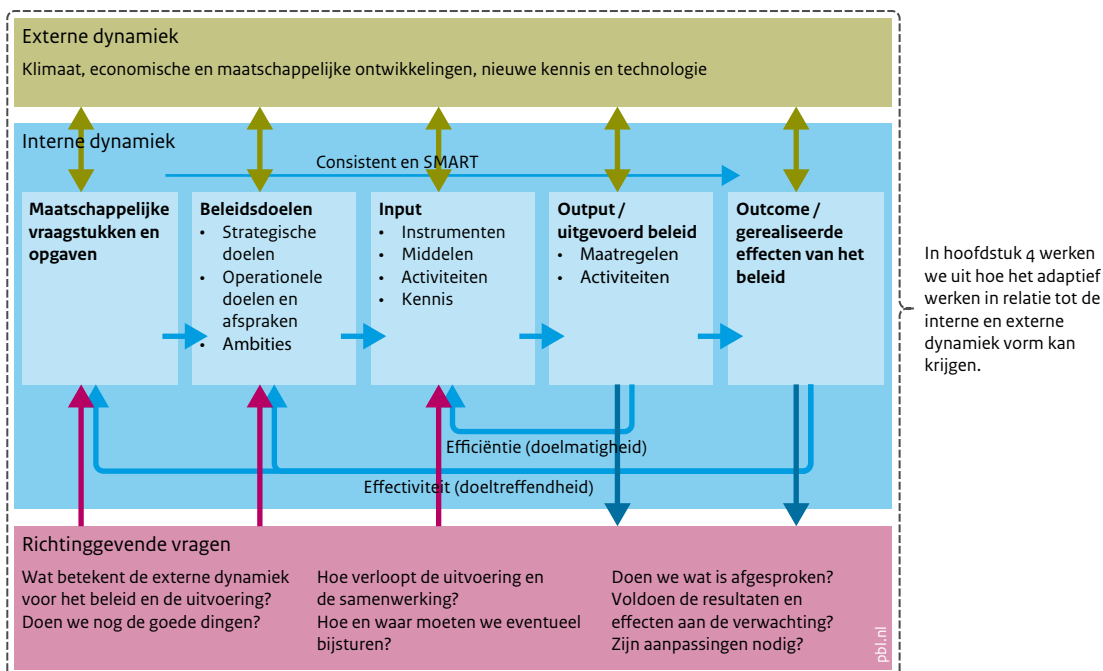 Externe dynamiek
Klimaat, economische en maatschappelijke ontwikkelingen, nieuwe kennis en technologie
Interne dynamiek
Consistent en SMART
Maatschappelijke
vraagstukken en
opgaven
Beleidsdoelen
• Strategische
doelen
• Operationele
doelen en
afspraken
• Ambities
Input
• Instrumenten
• Middelen
• Activiteiten
• Kennis
Output /
uitgevoerd beleid
• Maatregelen
• Activiteiten
Outcome /
gerealiseerde
effecten van het
beleid
Efficiëntie (doelmatigheid)
Effectiviteit (doeltreffendheid)
Richtinggevende vragen
Wat betekent de externe dynamiek
voor het beleid en de uitvoering?
Doen we nog de goede dingen?
Hoe verloopt de uitvoering en
de samenwerking?
Hoe en waar moeten we eventueel
bijsturen?
Doen we wat is afgesproken?
Voldoen de resultaten en
effecten aan de verwachting?
Zijn aanpassingen nodig?
pbl.nl
In hoofdstuk 4 werken
we uit hoe het adaptief
werken in relatie tot de
interne en externe
dynamiek vorm kan
krijgen.